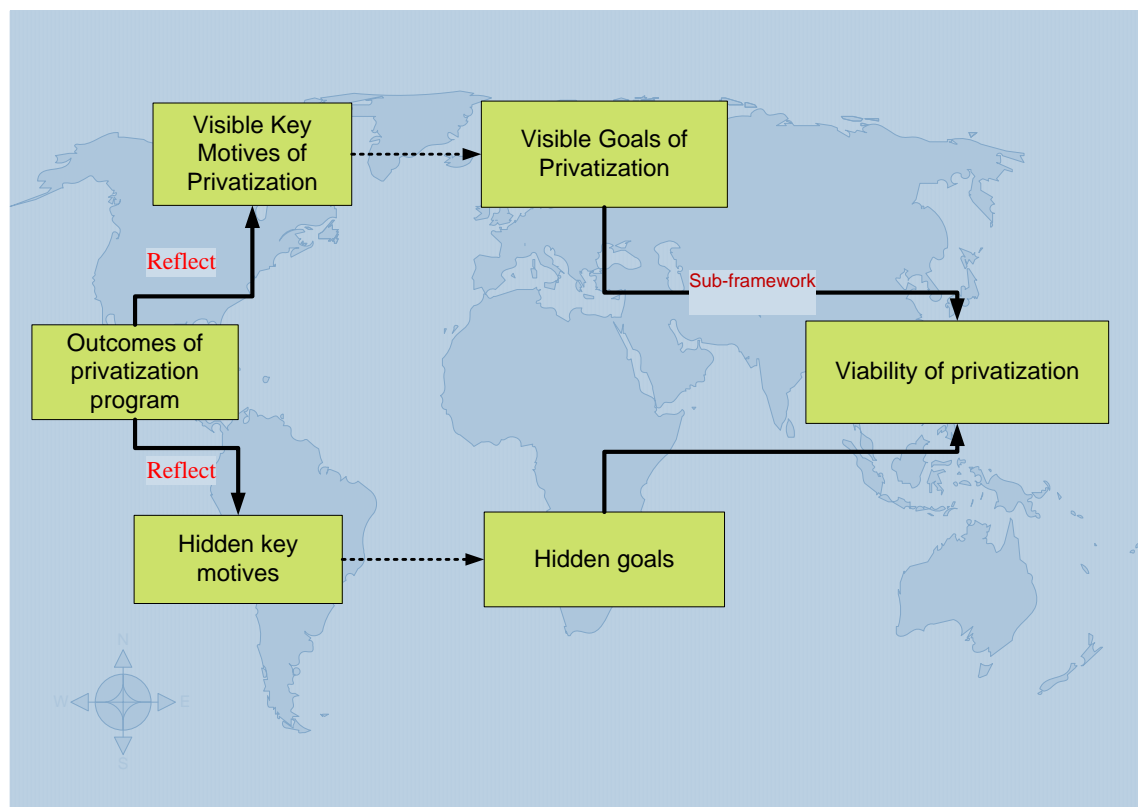 Visible Key
Motives of
Privatization
Visible Goals of
Privatization
Reflect
Sub-framework
Outcomes of
privatization
program
Viability of privatization
Reflect
Hidden key
motives
Hidden goals
N
W
E
S